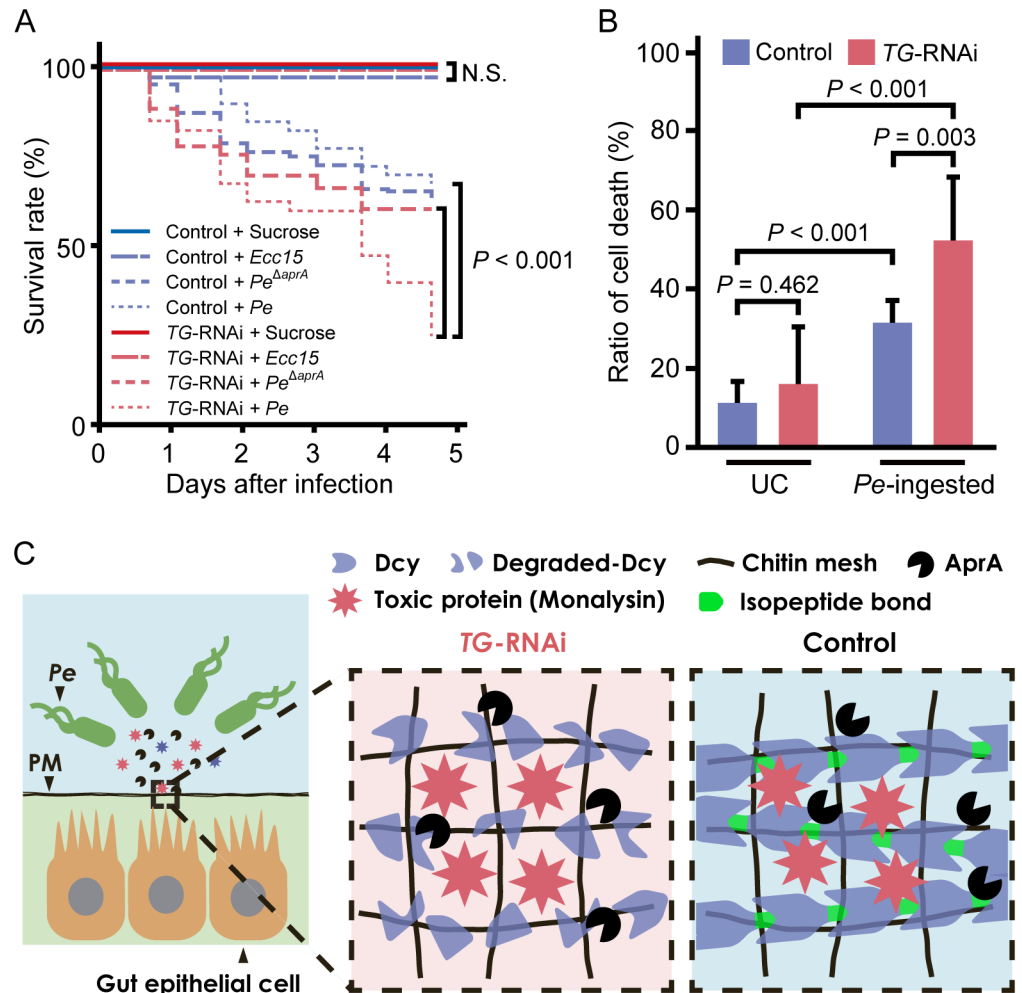 A
Survival rate (%)
100
50
0
0 1 2 3 4 5
Days after infection
N.S.
P < 0.001
Control + Sucrose
Control + Ecc15
Control + Pe^ΔaprA
Control + Pe
TG-RNAi + Sucrose
TG-RNAi + Ecc15
TG-RNAi + Pe^ΔaprA
TG-RNAi + Pe
B
Ratio of cell death (%)
100
80
60
40
20
0
Control TG-RNAi
P < 0.001
P = 0.003
P < 0.001
P = 0.462
UC Pe-ingested
C
Dcy Degraded-Dcy Chitin mesh AprA
Toxic protein (Monalysin) Isopeptide bond
Pe
PM
Gut epithelial cell
TG-RNAi
Control